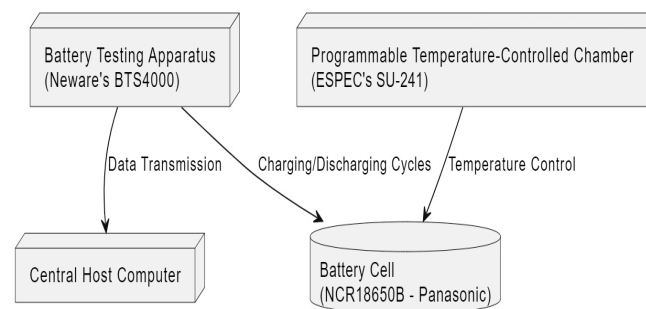 Battery Testing Apparatus
(Neware's BTS4000)
Programmable Temperature-Controlled Chamber
(ESPEC's SU-241)
Data Transmission
Charging/Discharging Cycles
Temperature Control
Central Host Computer
Battery Cell
(NCR18650B - Panasonic)